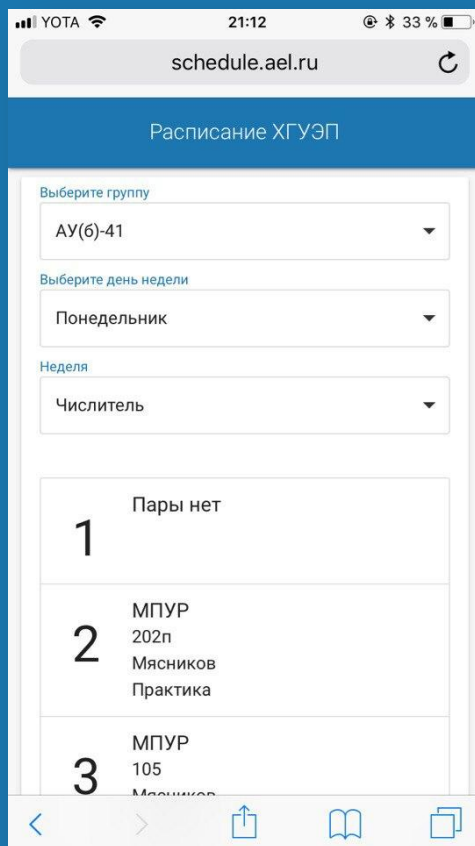 YOTA 21:12 33 %
schedule.ael.ru
Расписание ХГУЭП
Выберите группу
АУ(б)-41
Выберите день недели
Понедельник
Неделя
Числитель
1 Пары нет
2 МПУР
202п
Мясников
Практика
3 МПУР
105
Мясников